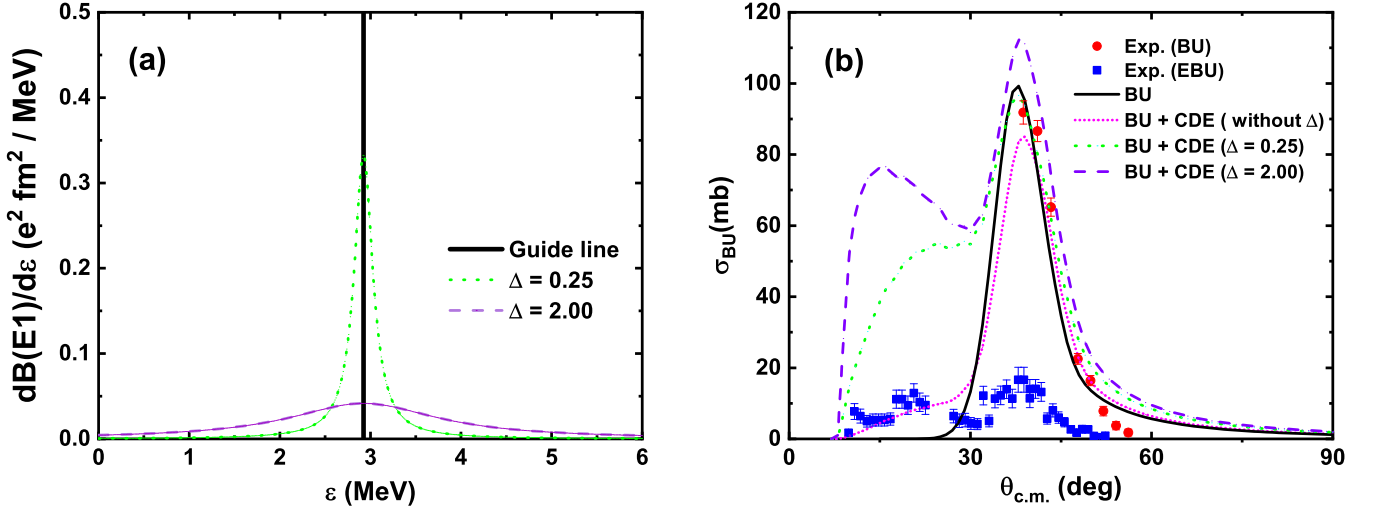 (a)
dB(E1)/dε (e² fm² / MeV)
0.5
0.4
0.3
0.2
0.1
0.0
0 1 2 3 4 5 6
ε (MeV)
Guide line
Δ = 0.25
Δ = 2.00
(b)
σBU(mb)
120
100
80
60
40
20
0
0 30 60 90
θc.m. (deg)
Exp. (BU)
Exp. (EBU)
BU
BU + CDE ( without Δ)
BU + CDE (Δ = 0.25)
BU + CDE (Δ = 2.00)